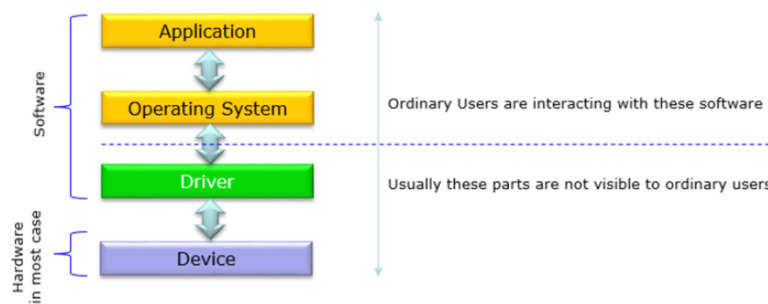 Application
Operating System
Ordinary Users are interacting with these software
Driver
Usually these parts are not visible to ordinary users
Device
Software
Hardware
in most case